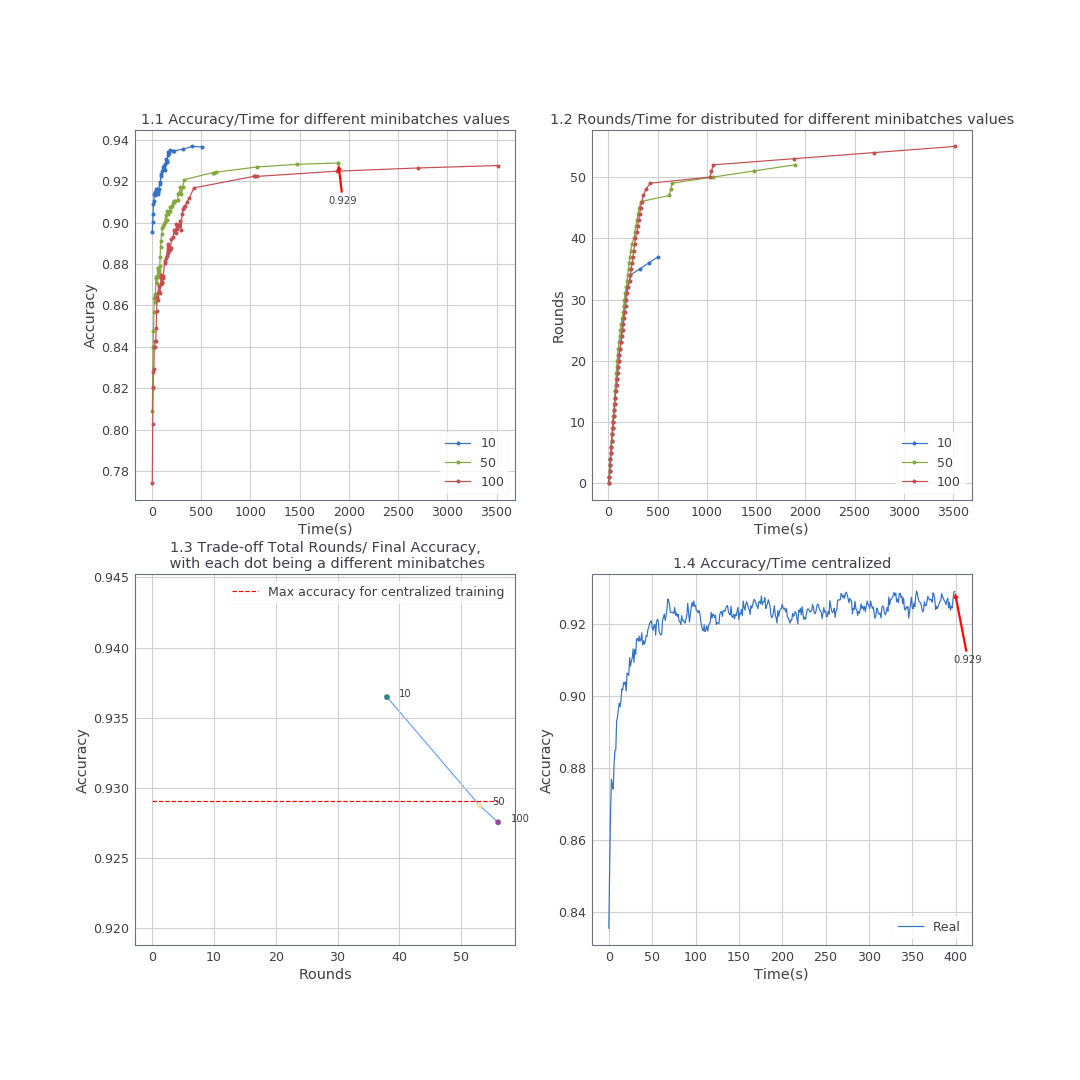 1.1 Accuracy/Time for different minibatches values
Accuracy
0.94
0.92
0.90
0.88
0.86
0.84
0.82
0.80
0.78
0.929
10
50
100
0 500 1000 1500 2000 2500 3000 3500
Time(s)
1.2 Rounds/Time for distributed for different minibatches values
Rounds
50
40
30
20
10
0
10
50
100
0 500 1000 1500 2000 2500 3000 3500
Time(s)
1.3 Trade-off Total Rounds/ Final Accuracy,
with each dot being a different minibatches
Accuracy
0.945
0.940
0.935
0.930
0.925
0.920
Max accuracy for centralized training
10
50
100
0 10 20 30 40 50
Rounds
1.4 Accuracy/Time centralized
Accuracy
0.92
0.90
0.88
0.86
0.84
0.929
Real
0 50 100 150 200 250 300 350 400
Time(s)